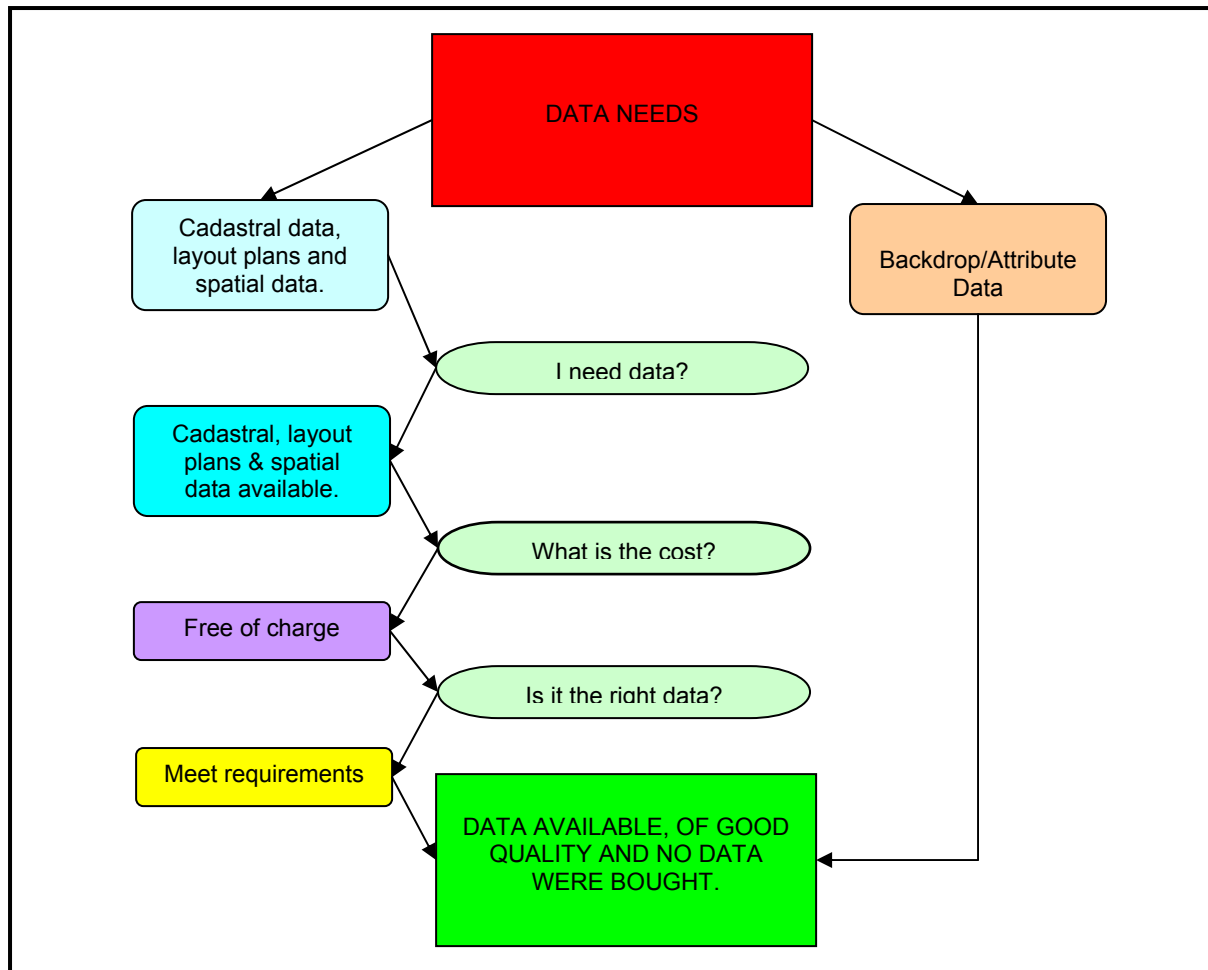 DATA NEEDS
Cadastral data,
layout plans and
spatial data.
Backdrop/Attribute
Data
I need data?
Cadastral, layout
plans & spatial
data available.
What is the cost?
Free of charge
Is it the right data?
Meet requirements
DATA AVAILABLE, OF GOOD
QUALITY AND NO DATA
WERE BOUGHT.